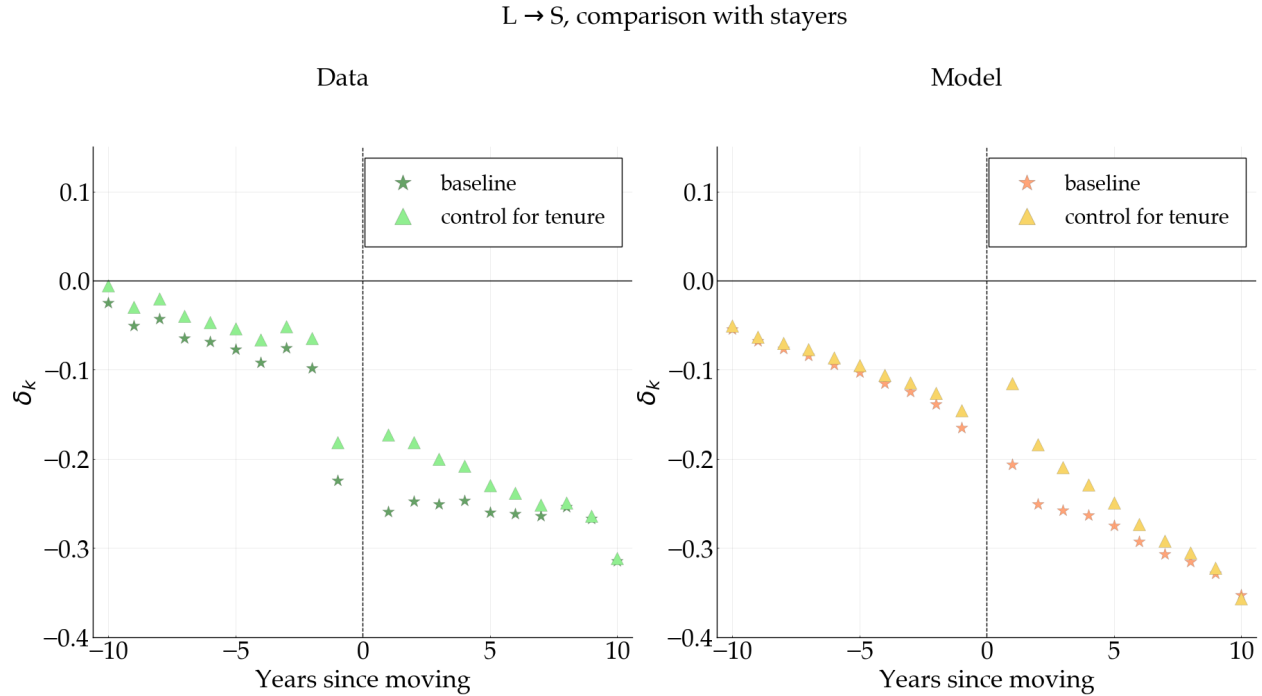 L → S, comparison with stayers
Data
Model
baseline
control for tenure
baseline
control for tenure
0.1
0.0
−0.1
−0.2
−0.3
−0.4
δk
−10
−5
0
5
10
Years since moving
0.1
0.0
−0.1
−0.2
−0.3
−0.4
δk
−10
−5
0
5
10
Years since moving